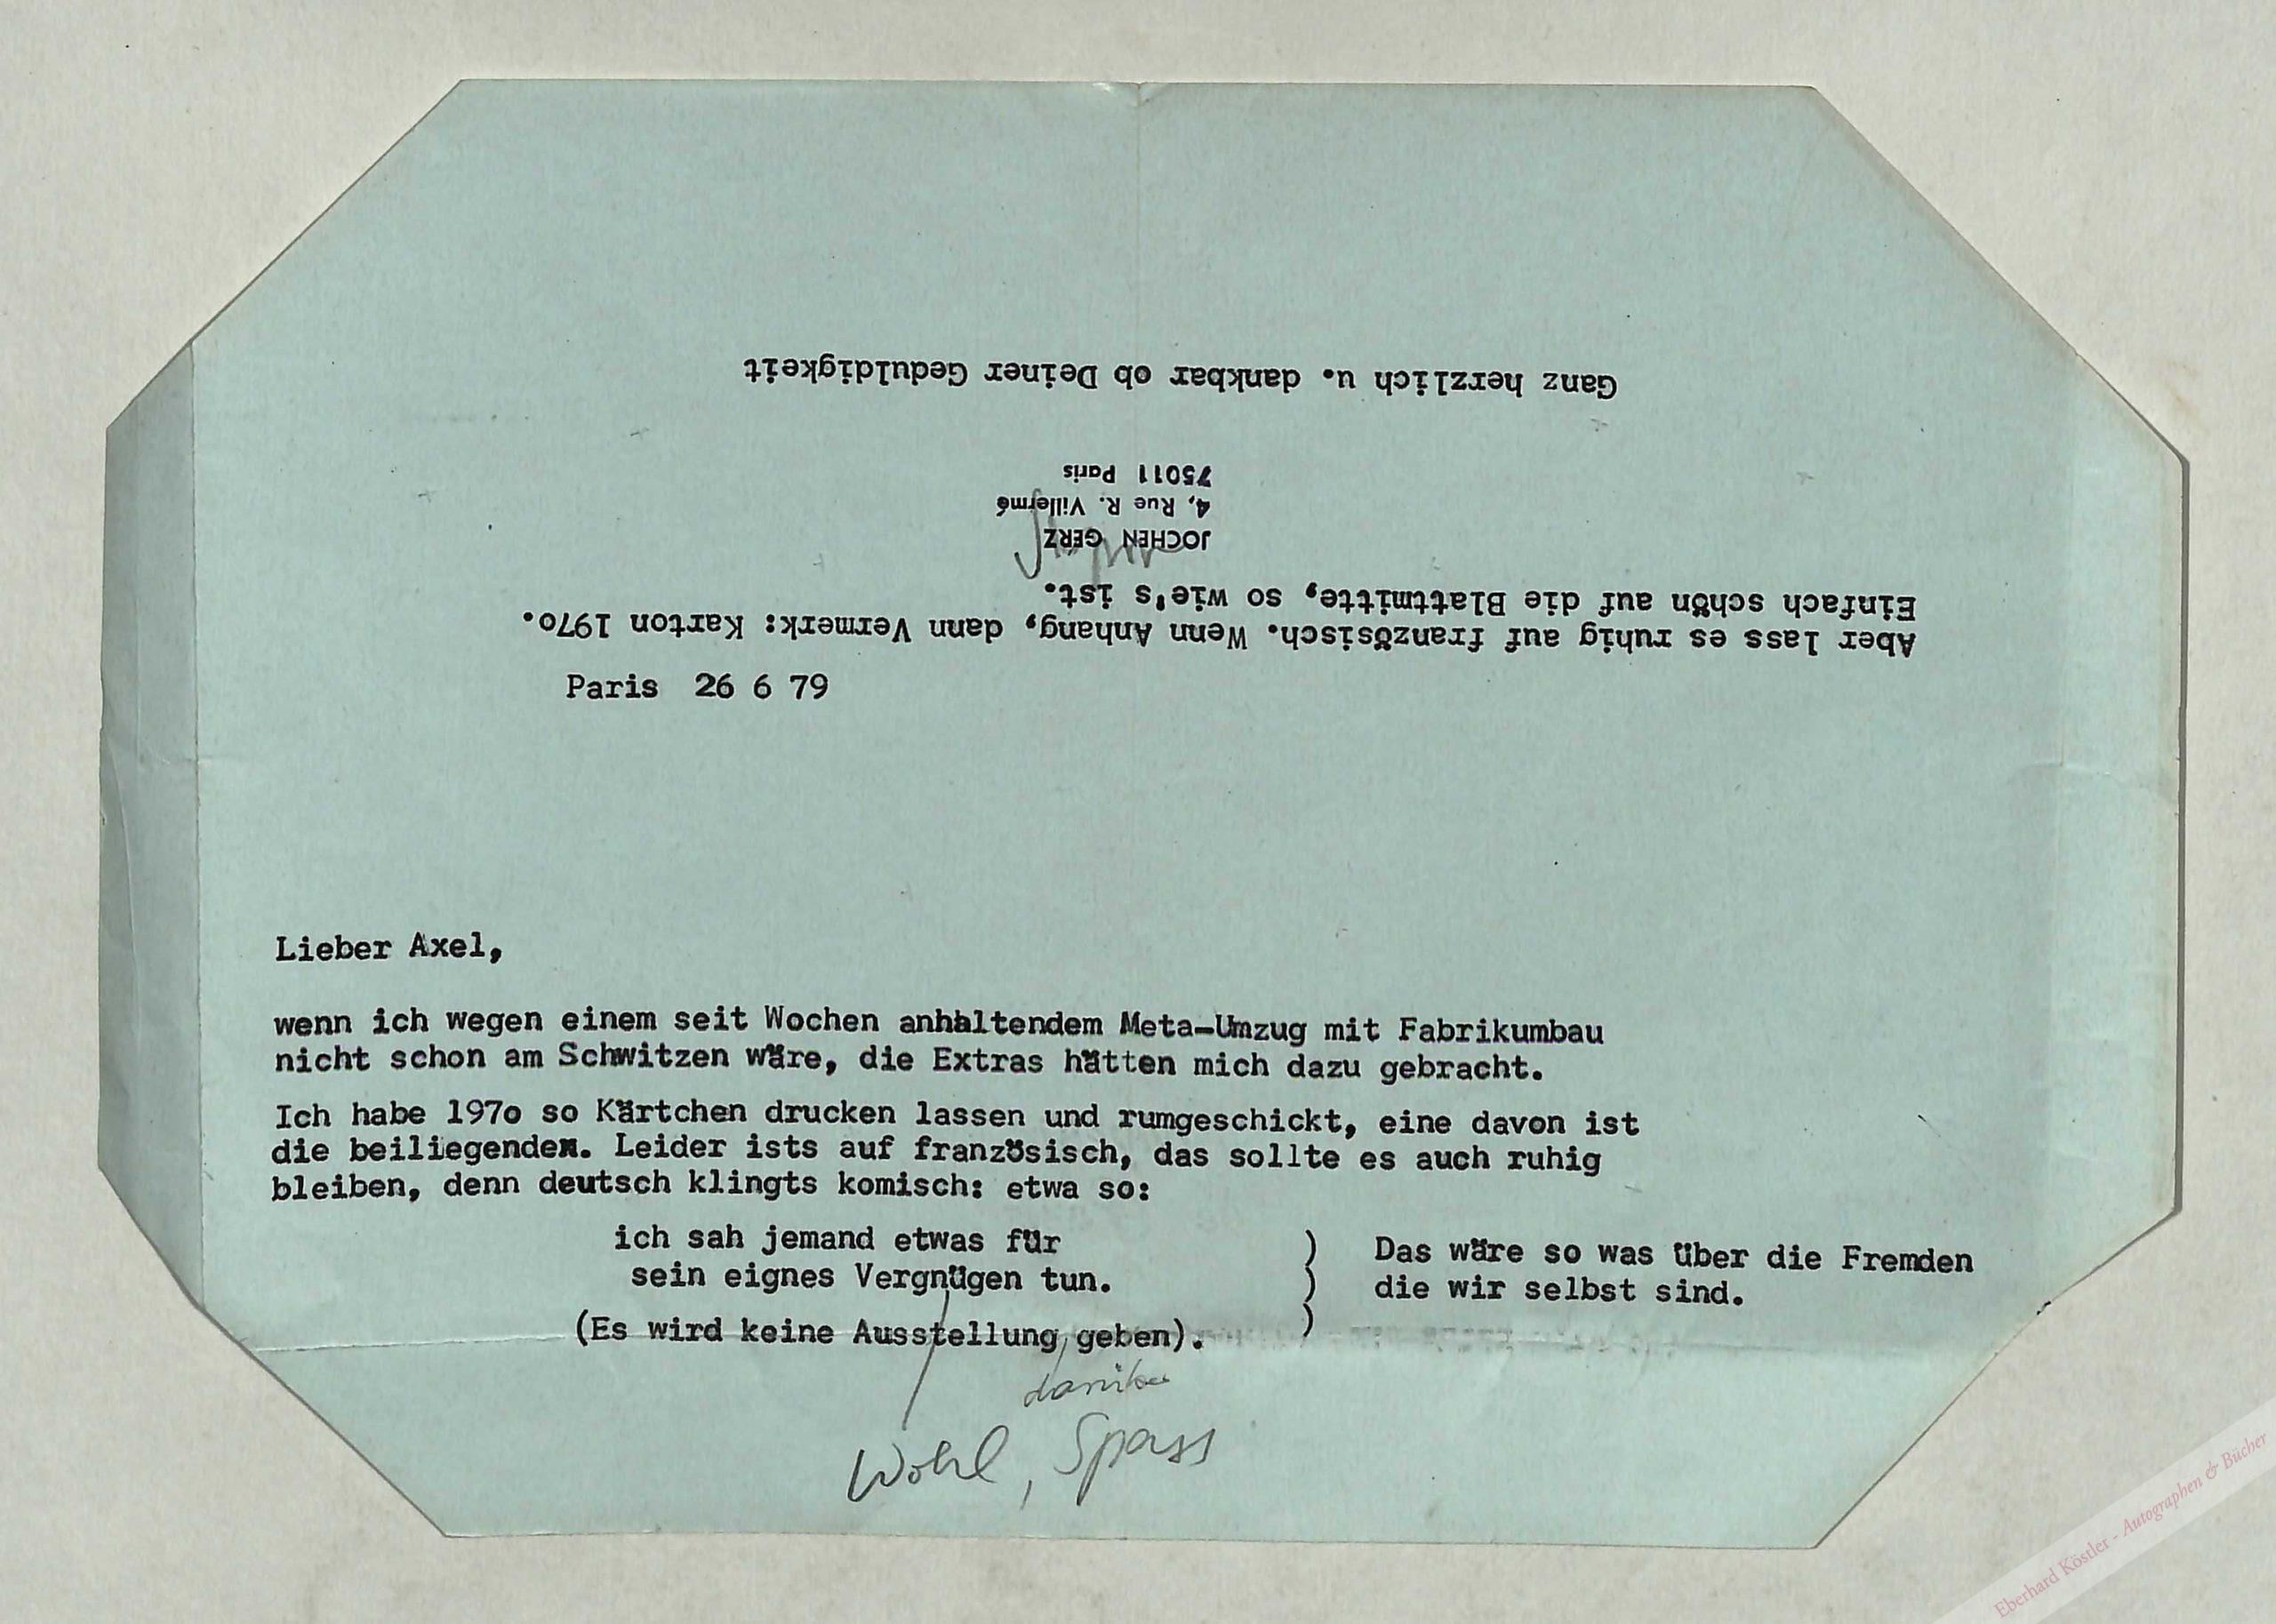 Paris 26 6 79
Lieber Axel,
wenn ich wegen einem seit Wochen anhaltendem Meta-Umzug mit Fabrikumbau
nicht schon am Schwitzen wäre, die Extras hätten mich dazu gebracht.
Ich habe 197o so Kärtchen drucken lassen und rumgeschickt, eine davon ist
die beiliegenden. Leider ists auf französisch, das sollte es auch ruhig
bleiben, denn deutsch klingts komisch: etwa so:
ich sah jemand etwas für
sein eignes Vergnügen tun.
(Es wird keine Ausstellung, geben).
) Das wäre so was über die Fremden
) die wir selbst sind.
)
Wohl, Spass
Aber lass es ruhig auf französisch. Wenn Anhang, dann Vermerk: Karton 197o.
Einfach schön auf die Blattmitte, so wie's ist.
JOCHEN GERZ
4, Rue R. Villermé
75011 Paris
Ganz herzlich u. dankbar ob Deiner Geduldigkeit
Eberhard Köstler - Autographen & Bücher